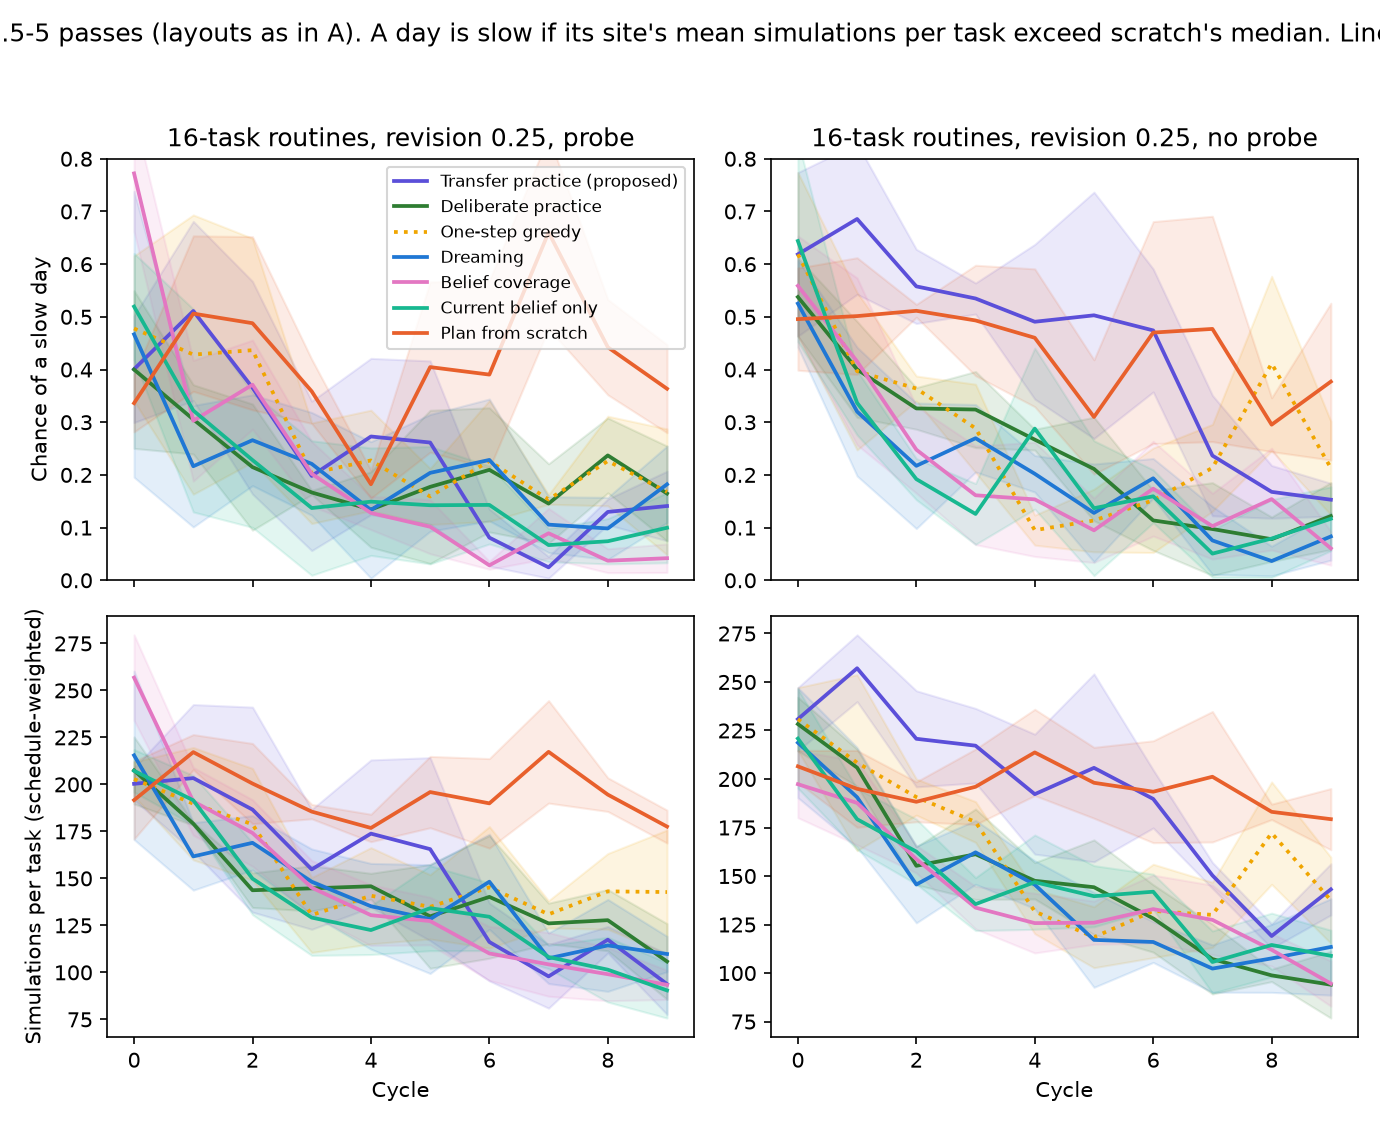 .5-5 passes (layouts as in A). A day is slow if its site's mean simulations per task exceed scratch's median.
16-task routines, revision 0.25, probe
16-task routines, revision 0.25, no probe
Chance of a slow day
0.8
0.7
0.6
0.5
0.4
0.3
0.2
0.1
0.0
Transfer practice (proposed)
Deliberate practice
One-step greedy
Dreaming
Belief coverage
Current belief only
Plan from scratch
0.8
0.7
0.6
0.5
0.4
0.3
0.2
0.1
0.0
Simulations per task (schedule-weighted)
275
250
225
200
175
150
125
100
75
0 2 4 6 8
Cycle
275
250
225
200
175
150
125
100
75
0 2 4 6 8
Cycle